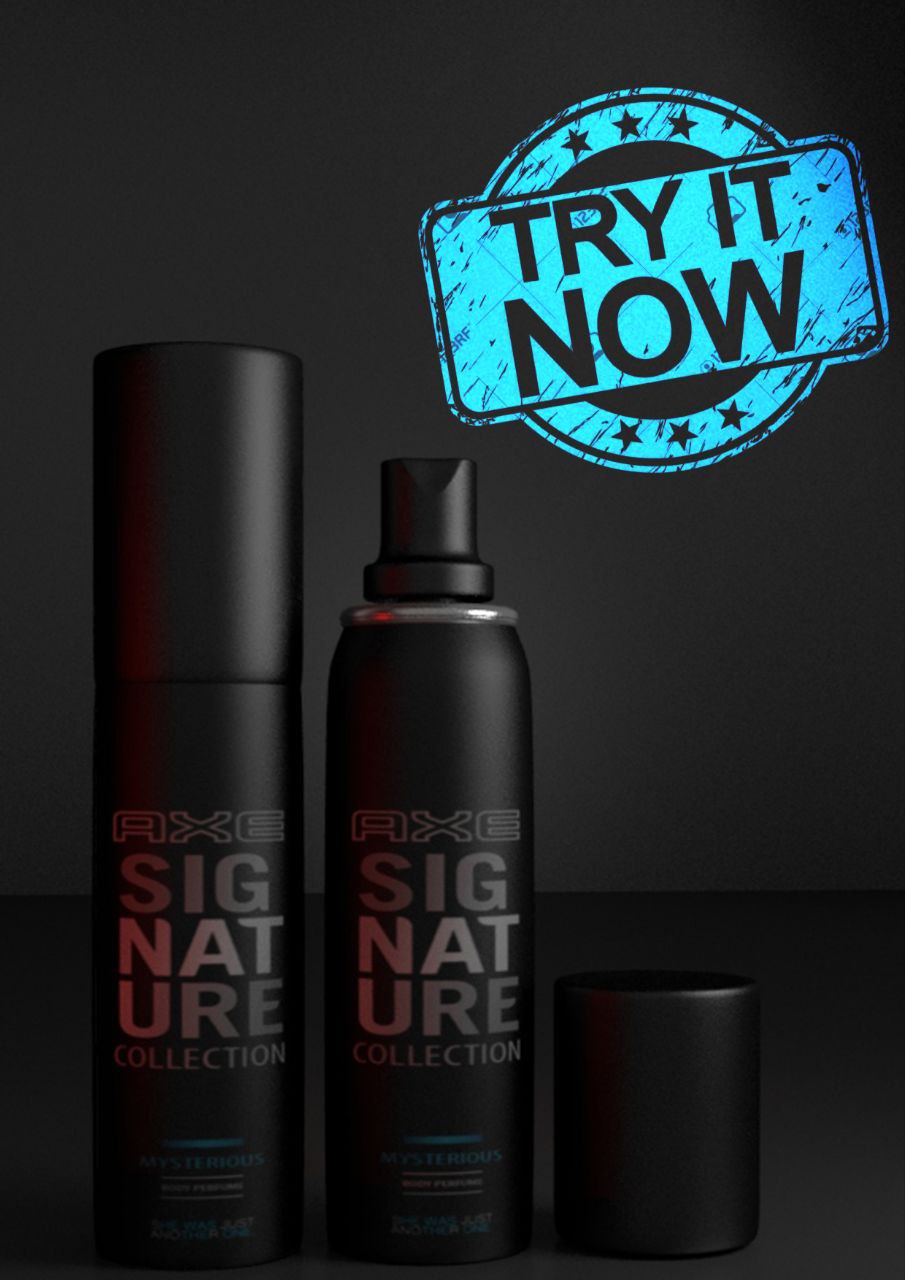 TRY IT
NOW
AXE
SIG
NAT
URE
COLLECTION
MYSTERIOUS
BODY PERFUME
SHE WAS JUST
ANOTHER ONE
AXE
SIG
NAT
URE
COLLECTION
MYSTERIOUS
BODY PERFUME
SHE WAS JUST
ANOTHER ONE